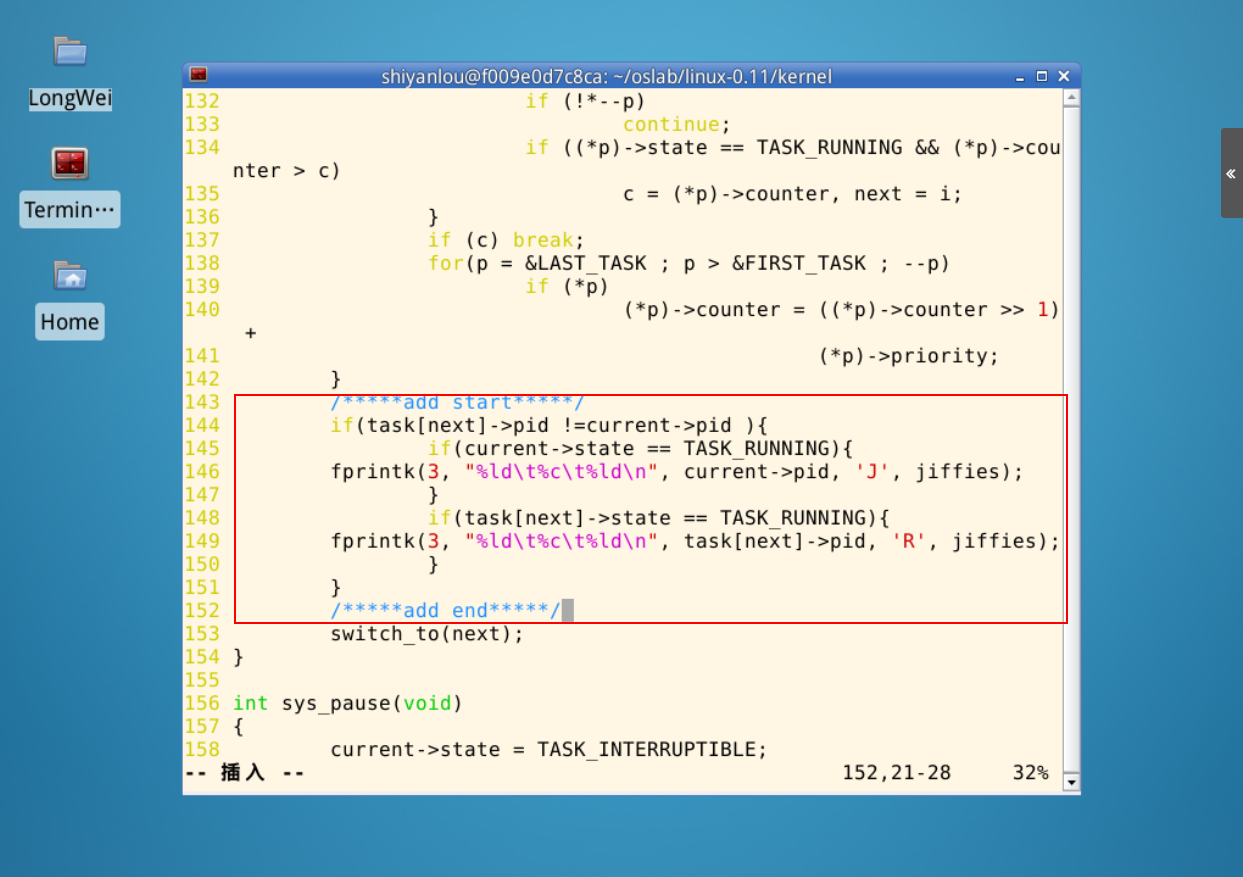 LongWei
Termin⋯
Home
shiyanlou@f009e0d7c8ca: ~/oslab/linux-0.11/kernel
132 if (!*--p)
133 continue;
134 if ((*p)->state == TASK_RUNNING && (*p)->cou
nter > c)
135 c = (*p)->counter, next = i;
136 }
137 if (c) break;
138 for(p = &LAST_TASK ; p > &FIRST_TASK ; --p)
139 if (*p)
140 (*p)->counter = ((*p)->counter >> 1)
+
141 (*p)->priority;
142 }
143 /*****add start*****/
144 if(task[next]->pid !=current->pid ){
145 if(current->state == TASK_RUNNING){
146 fprintk(3, "%ld\t%c\t%ld\n", current->pid, 'J', jiffies);
147 }
148 if(task[next]->state == TASK_RUNNING){
149 fprintk(3, "%ld\t%c\t%ld\n", task[next]->pid, 'R', jiffies);
150 }
151 }
152 /*****add end*****/
153 switch_to(next);
154 }
155
156 int sys_pause(void)
157 {
158 current->state = TASK_INTERRUPTIBLE;
-- 插入 -- 152,21-28 32%